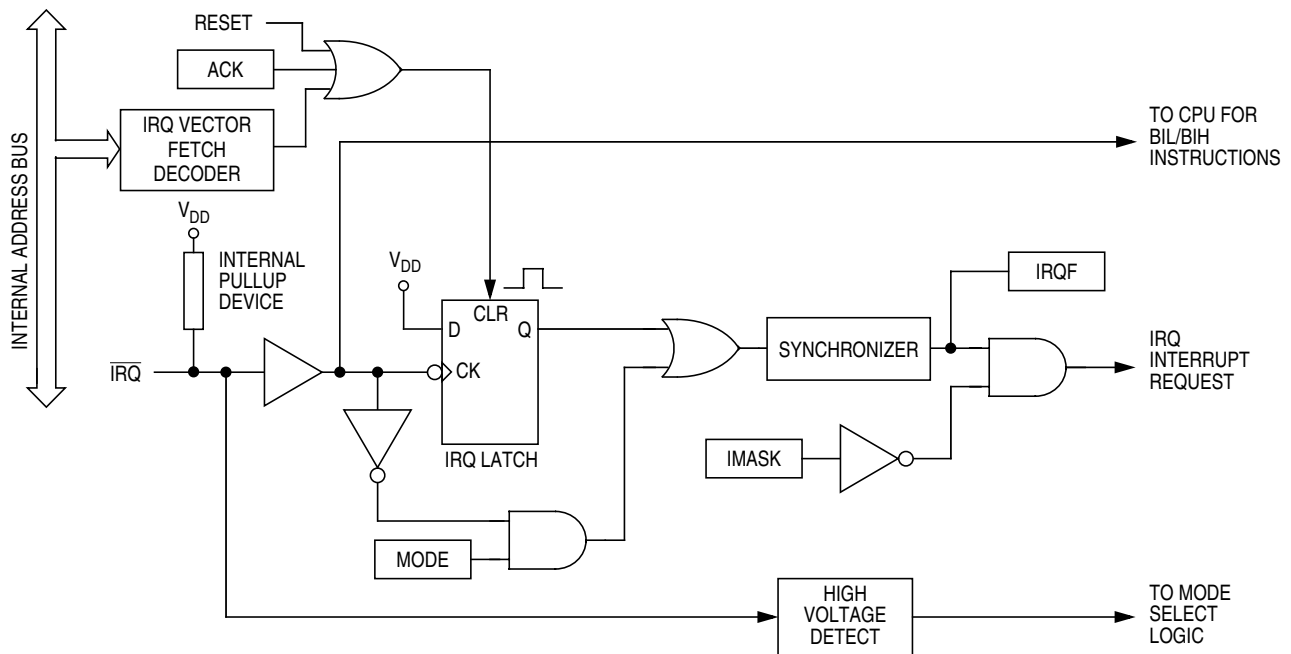 INTERNAL ADDRESS BUS
RESET
ACK
IRQ VECTOR
FETCH
DECODER
TO CPU FOR
BIL/BIH
INSTRUCTIONS
VDD
INTERNAL
PULLUP
DEVICE
VDD
CLR
D
Q
CK
IRQ LATCH
IRQF
SYNCHRONIZER
IRQ
INTERRUPT
REQUEST
IRQ
IMASK
MODE
HIGH
VOLTAGE
DETECT
TO MODE
SELECT
LOGIC